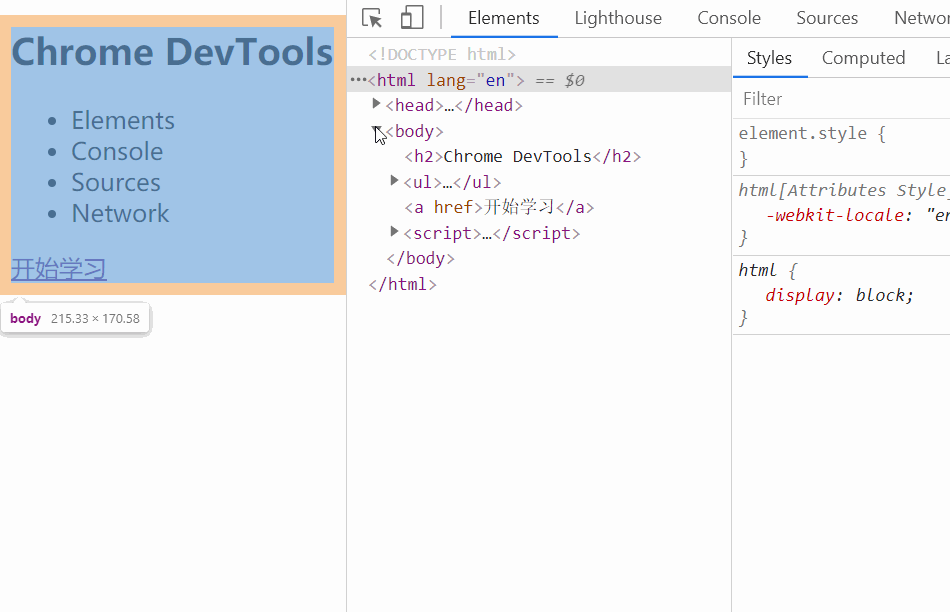 Chrome DevTools
Elements
Console
Sources
Network
开始学习
body 215.33 × 170.58
Elements Lighthouse Console Sources Networ
<!DOCTYPE html>
•••<html lang="en"> == $0
<head>…</head>
<body>
<h2>Chrome DevTools</h2>
<ul>…</ul>
<a href>开始学习</a>
<script>…</script>
</body>
</html>
Styles Computed La
Filter
element.style {
}
html[Attributes Style]
-webkit-locale: "en
}
html {
display: block;
}